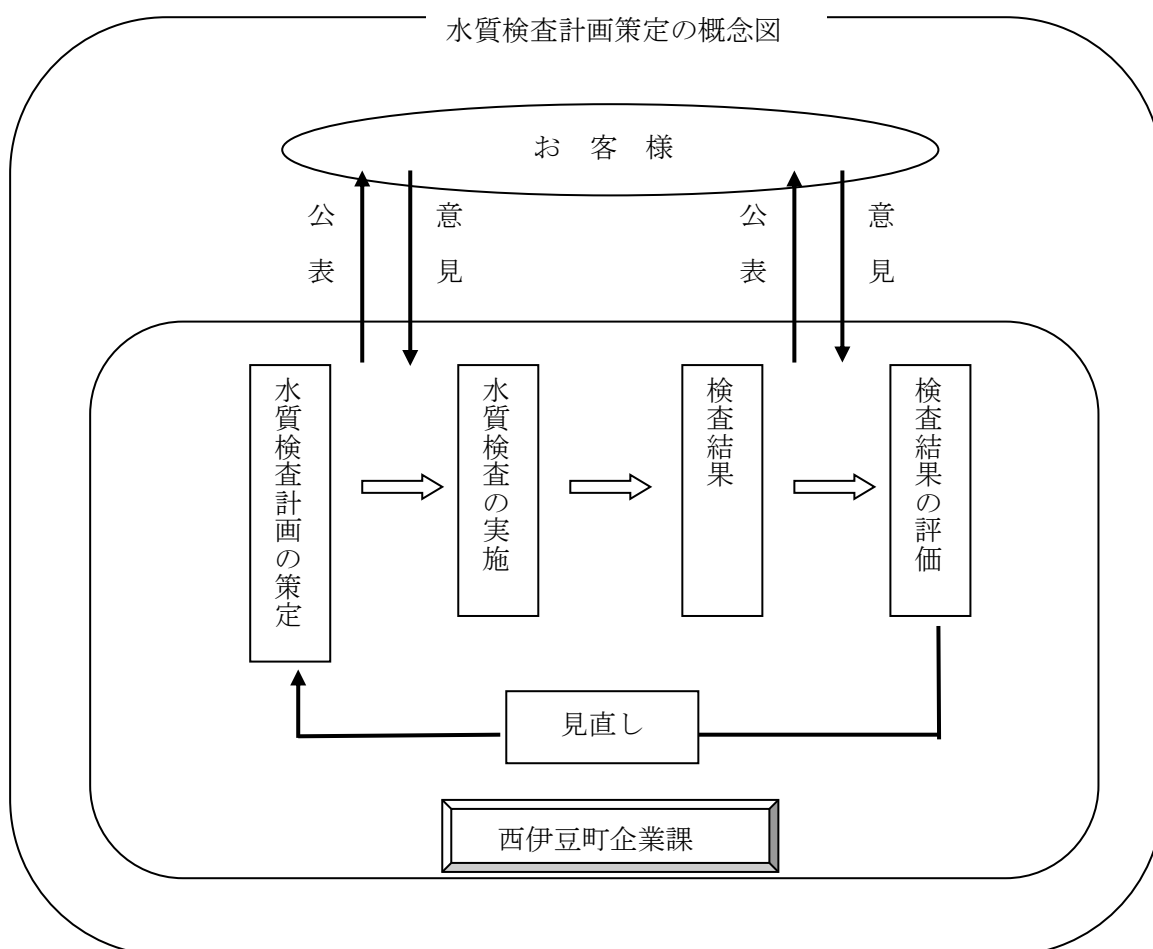 水質検査計画策定の概念図
お 客 様
公表
意見
公表
意見
水質検査計画の策定
水質検査の実施
検査結果
検査結果の評価
見直し
西伊豆町企業課